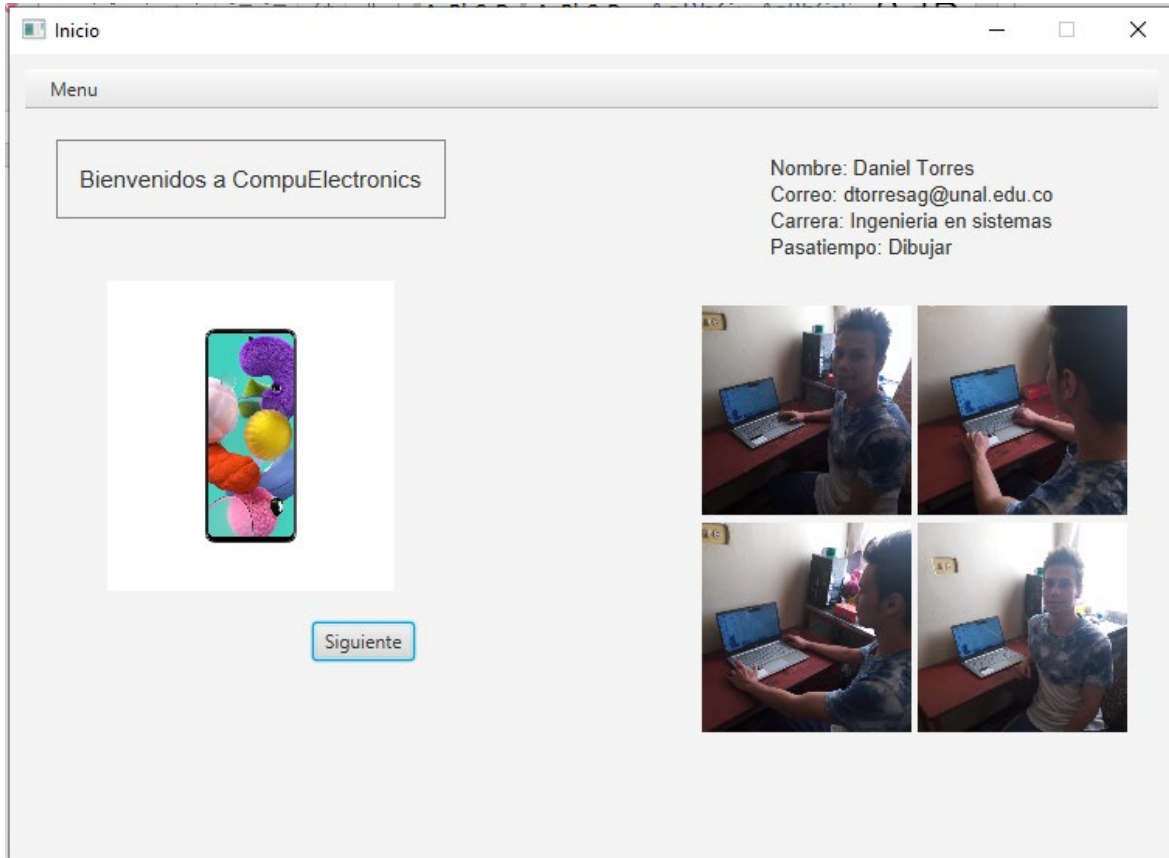 Inicio
Menu
Bienvenidos a CompuElectronics
Nombre: Daniel Torres
Correo: dtorresag@unal.edu.co
Carrera: Ingenieria en sistemas
Pasatiempo: Dibujar
Siguiente